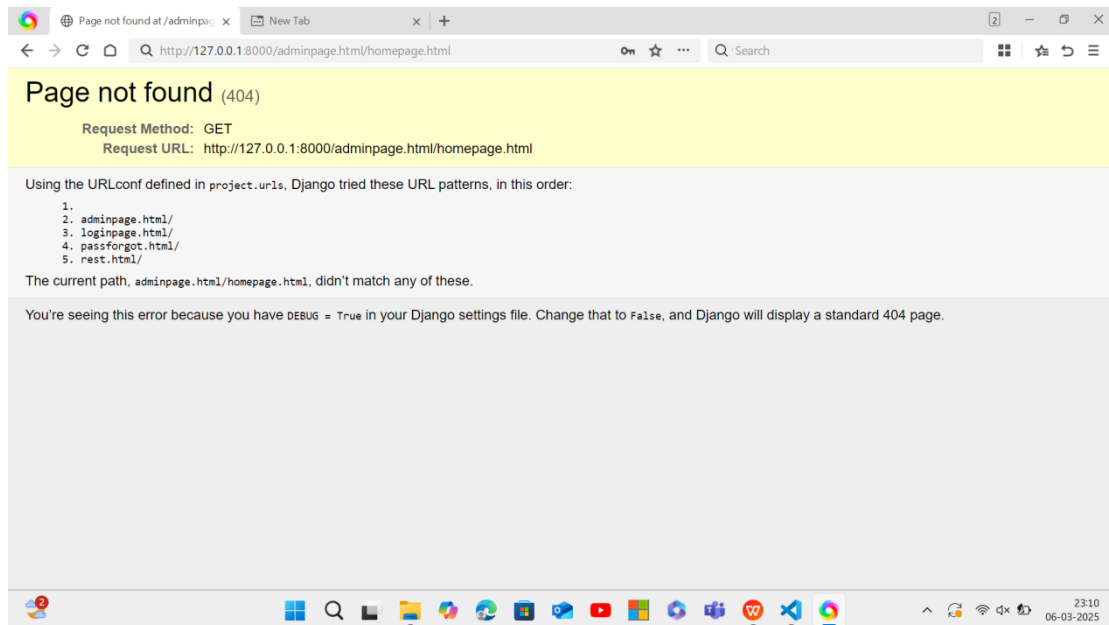 Page not found at /adminpag
New Tab
2
http://127.0.0.1:8000/adminpage.html/homepage.html
Search
Page not found (404)
Request Method: GET
Request URL: http://127.0.0.1:8000/adminpage.html/homepage.html
Using the URLconf defined in project.urls, Django tried these URL patterns, in this order:
1.
2. adminpage.html/
3. loginpage.html/
4. passforgot.html/
5. rest.html/
The current path, adminpage.html/homepage.html, didn't match any of these.
You're seeing this error because you have DEBUG = True in your Django settings file. Change that to False, and Django will display a standard 404 page.
2
23:10
06-03-2025